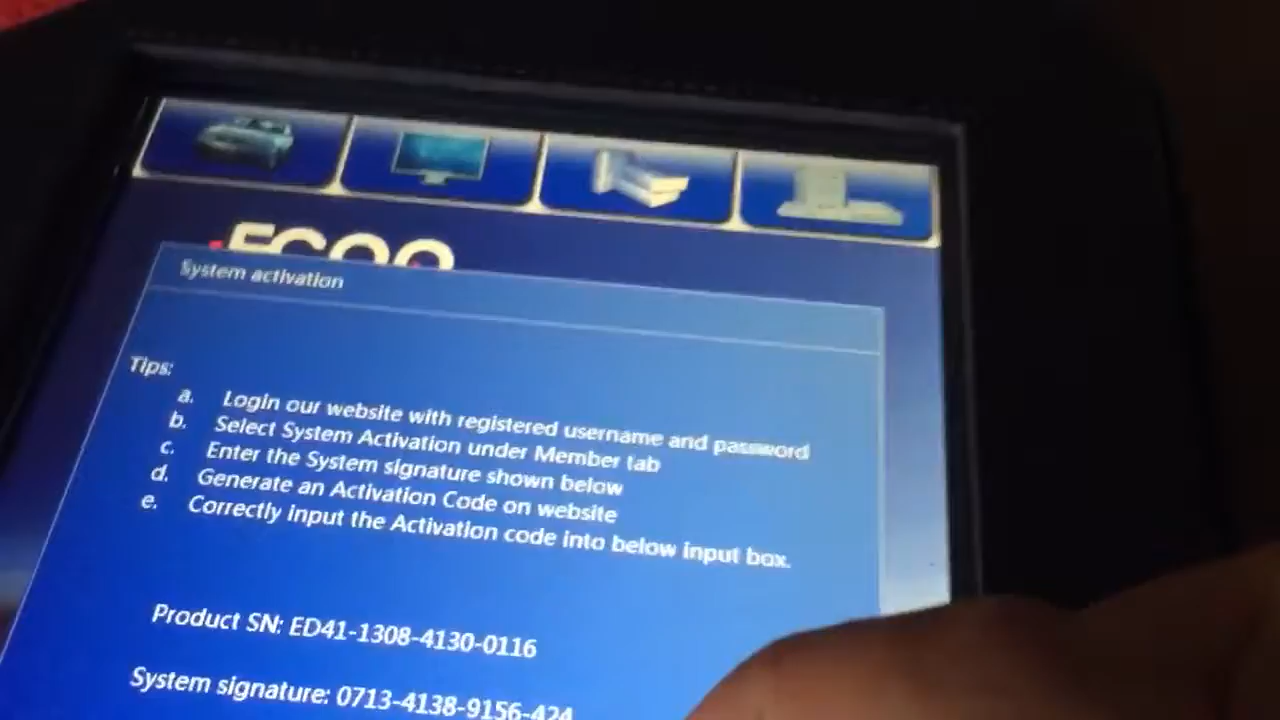 System activation
Tips:
a. Login our website with registered username and password
b. Select System Activation under Member tab
c. Enter the System signature shown below
d. Generate an Activation Code on website
e. Correctly input the Activation code into below input box.
Product SN: ED41-1308-4130-0116
System signature: 0713-4138-9156-424